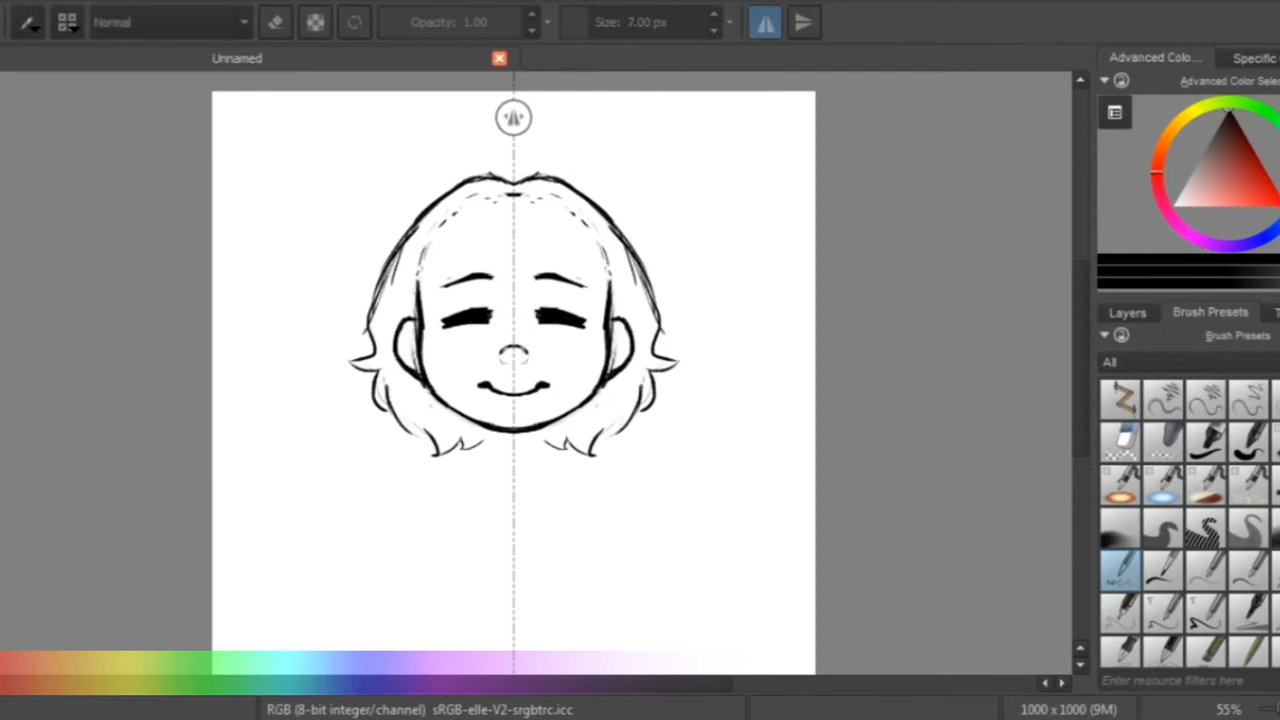 Normal
Opacity: 1.00
Size: 7.00 px
Unnamed
Advanced Colo...
Specific
Advanced Color Selec
Layers
Brush Presets
Brush Presets
All
Enter resource filters here
RGB (8-bit integer/channel) sRGB-elle-V2-srgbtrc.icc
1000 x 1000 (9M)
55%